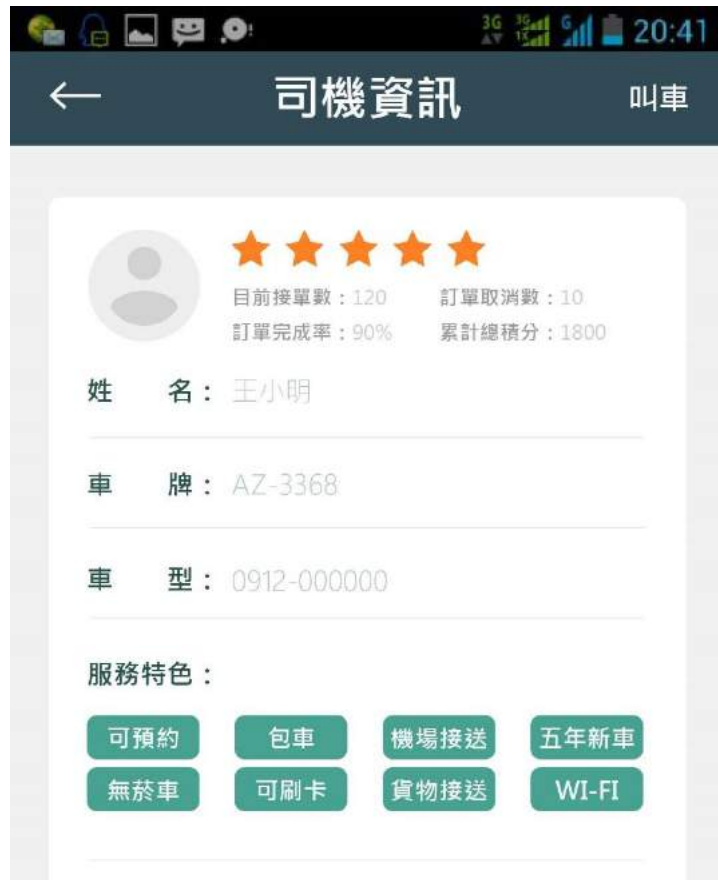 20:41
司機資訊
叫車
目前接單數：120 訂單取消數：10
訂單完成率：90% 累計總積分：1800
姓 名：王小明
車 牌：AZ-3368
車 型：0912-000000
服務特色：
可預約 包車 機場接送 五年新車
無菸車 可刷卡 貨物接送 WI-FI